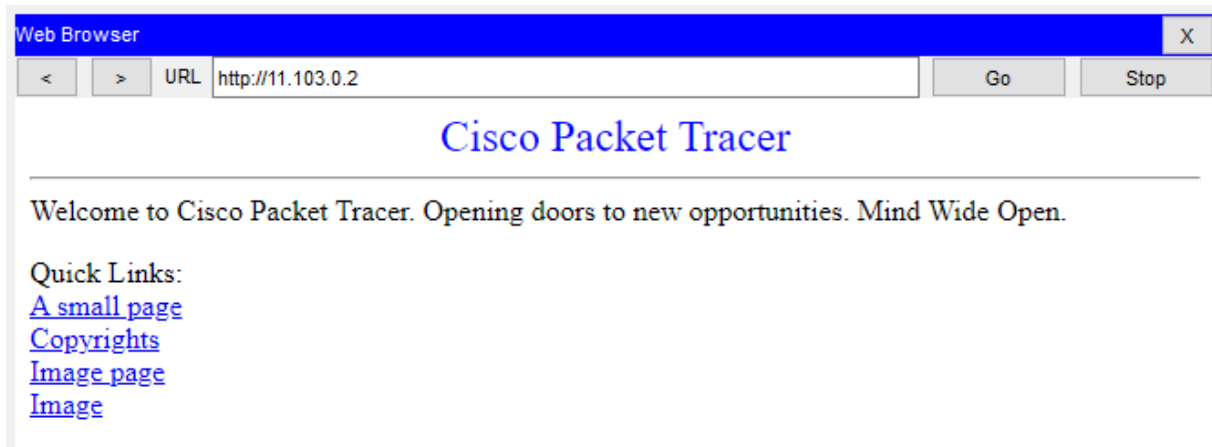 Web Browser X
< > URL http://11.103.0.2 Go Stop
Cisco Packet Tracer
Welcome to Cisco Packet Tracer. Opening doors to new opportunities. Mind Wide Open.
Quick Links:
A small page
Copyrights
Image page
Image